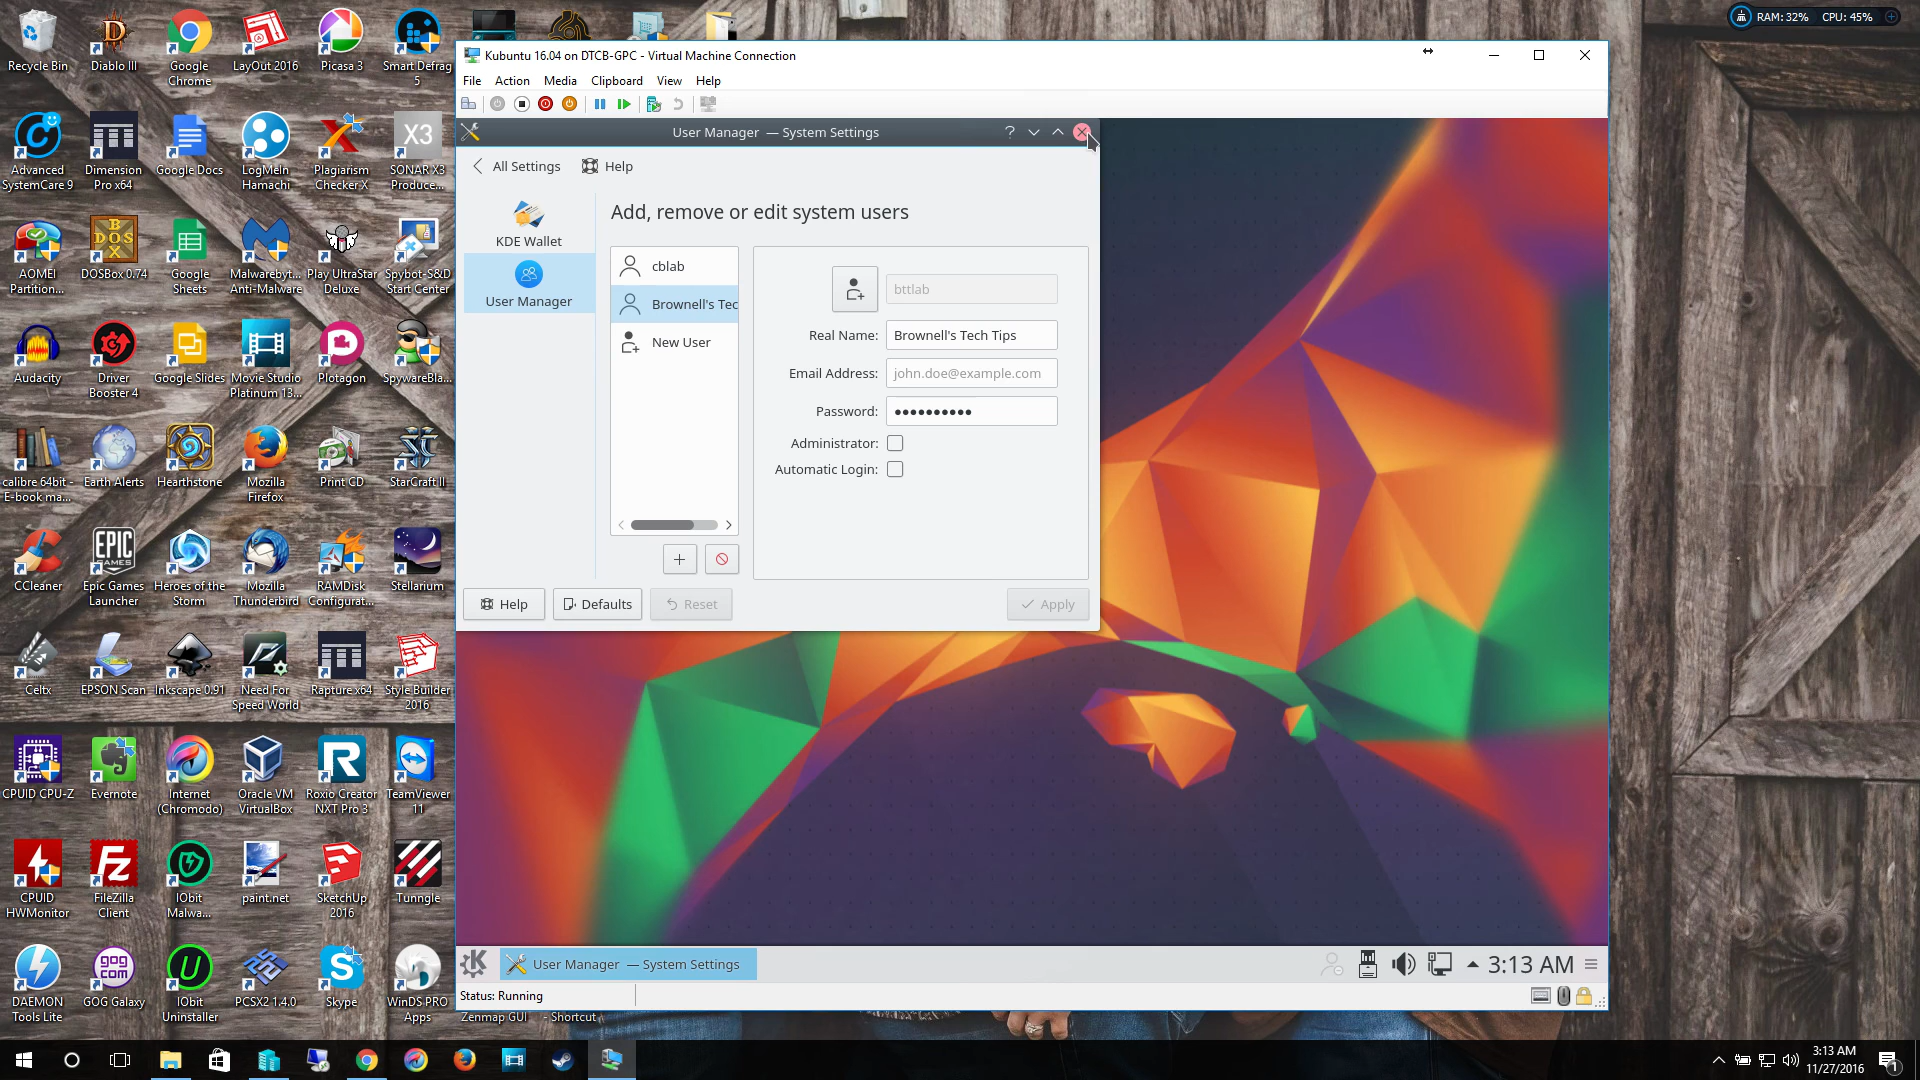 RAM: 32% CPU: 45%
Recycle Bin
Diablo III
Google
Chrome
LayOut 2016
Picasa 3
Smart Defrag
5
Advanced
SystemCare 9
Dimension
Pro x64
Google Docs
LogMeIn
Hamachi
Plagiarism
Checker X
X3
SONAR X3
Produce...
AOMEI
Partition...
BOX
DOS
DOSBox 0.74
Google
Sheets
Malwarebyt...
Anti-Malware
Play UltraStar
Deluxe
Spybot-S&D
Start Center
Audacity
Driver
Booster 4
Google Slides
Movie Studio
Platinum 13...
Plotagon
SpywareBla...
calibre 64bit -
E-book ma...
Earth Alerts
Hearthstone
Mozilla
Firefox
Print CD
StarCraft II
CCleaner
EPIC
GAMES
Epic Games
Launcher
Heroes of the
Storm
Mozilla
Thunderbird
RAMDisk
Configurat...
Stellarium
Celtx
EPSON Scan
Inkscape 0.91
Need For
Speed World
Rapture x64
Style Builder
2016
CPUID CPU-Z
Evernote
Internet
(Chromodo)
Oracle VM
VirtualBox
R
Roxio Creator
NXT Pro 3
TeamViewer
11
CPUID
HWMonitor
Fz
FileZilla
Client
IObit
Malwa...
paint.net
SketchUp
2016
Tunngle
DAEMON
Tools Lite
gog
com
GOG Galaxy
U
IObit
Uninstaller
PCSX2 1.4.0
S
Skype
WinDS PRO
Apps
Zenmap GUI
- Shortcut
Kubuntu 16.04 on DTCB-GPC - Virtual Machine Connection
File Action Media Clipboard View Help
User Manager — System Settings
All Settings Help
KDE Wallet
User Manager
Add, remove or edit system users
cblab
Brownell's Tec
New User
bttlab
Real Name: Brownell's Tech Tips
Email Address: john.doe@example.com
Password: ●●●●●●●●●●
Administrator:
Automatic Login:
Help Defaults Reset Apply
User Manager — System Settings
3:13 AM
Status: Running
3:13 AM
11/27/2016
1